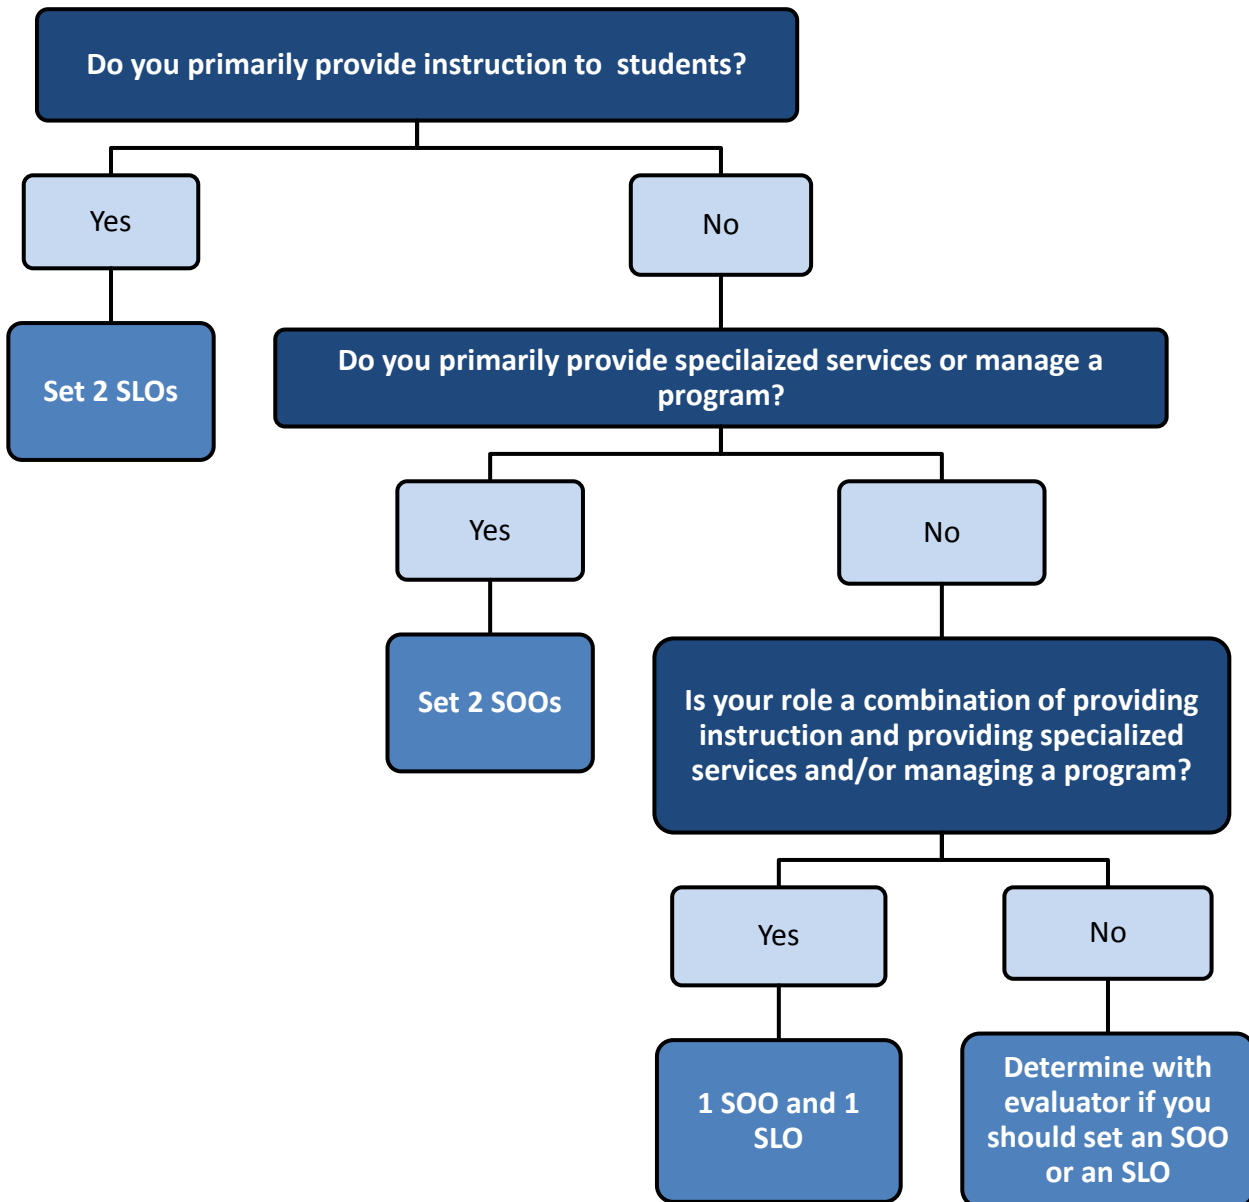 Do you primarily provide instruction to  students?
Yes
No
Set 2 SLOs
Do you primarily provide specilaized services or manage a
program?
Yes
No
Set 2 SOOs
Is your role a combination of providing
instruction and providing specialized
services and/or managing a program?
Yes
No
1 SOO and 1
SLO
Determine with
evaluator if you
should set an SOO
or an SLO